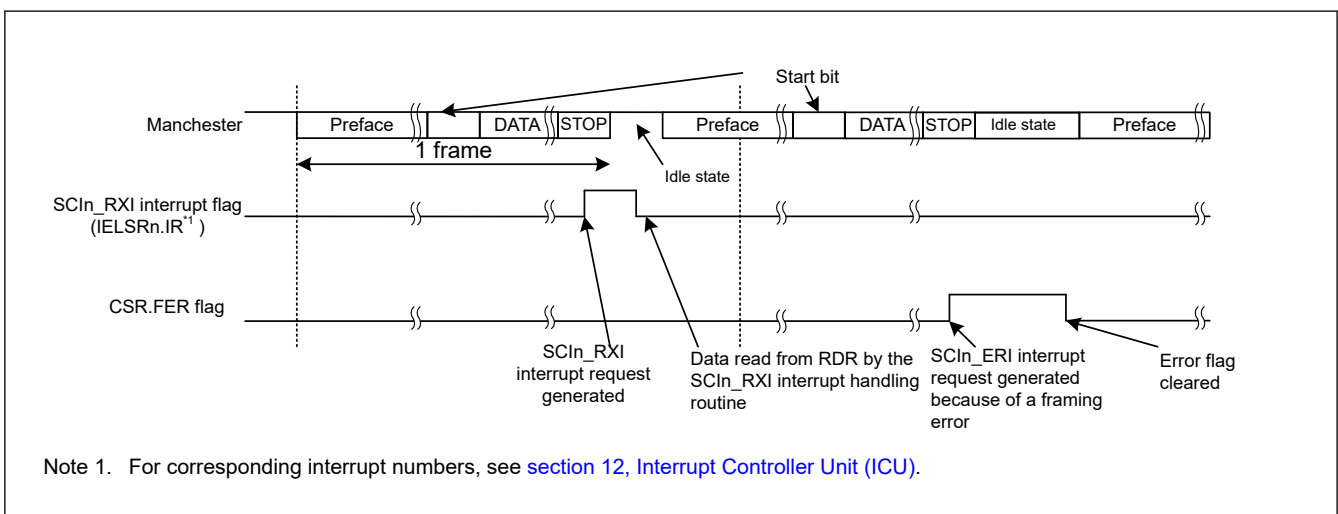 Start bit
Manchester
Preface
DATA
STOP
Preface
DATA
STOP
Idle state
Preface
1 frame
Idle state
SCIn_RXI interrupt flag
(IELSRn.IR*1 )
CSR.FER flag
SCIn_RXI
interrupt request
generated
Data read from RDR by the
SCIn_RXI interrupt handling
routine
SCIn_ERI interrupt
request generated
because of a framing
error
Error flag
cleared
Note 1. For corresponding interrupt numbers, see section 12, Interrupt Controller Unit (ICU).